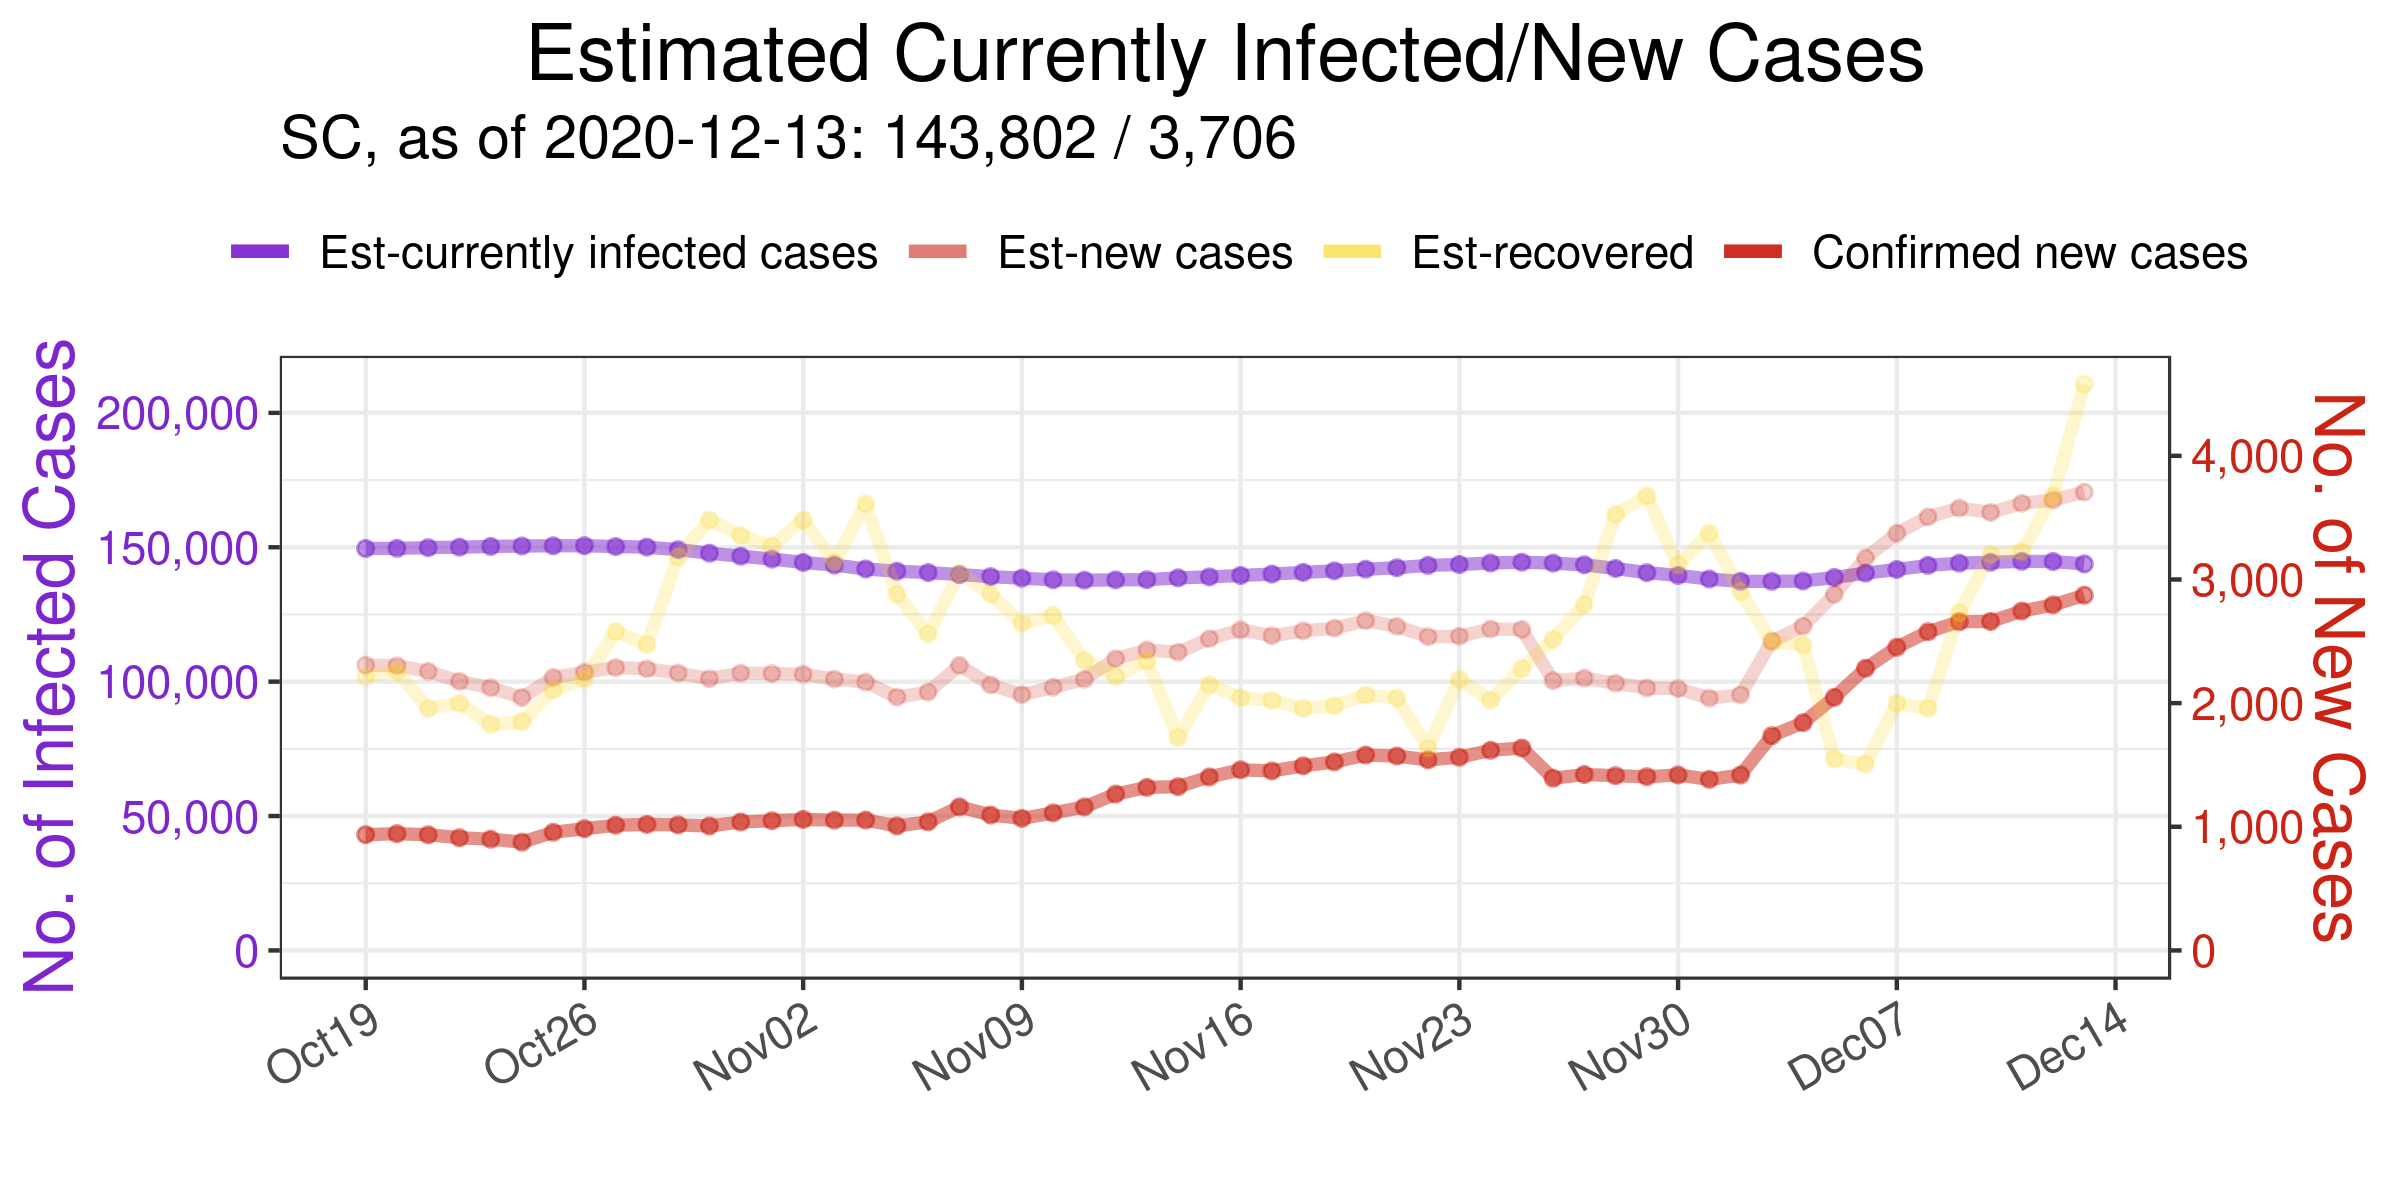 Estimated Currently Infected/New Cases
SC, as of 2020-12-13: 143,802 / 3,706
Est-currently infected cases Est-new cases Est-recovered Confirmed new cases
No. of Infected Cases
200,000
150,000
100,000
50,000
0
4,000
3,000
2,000
1,000
0
No. of New Cases
Oct19 Oct26 Nov02 Nov09 Nov16 Nov23 Nov30 Dec07 Dec14